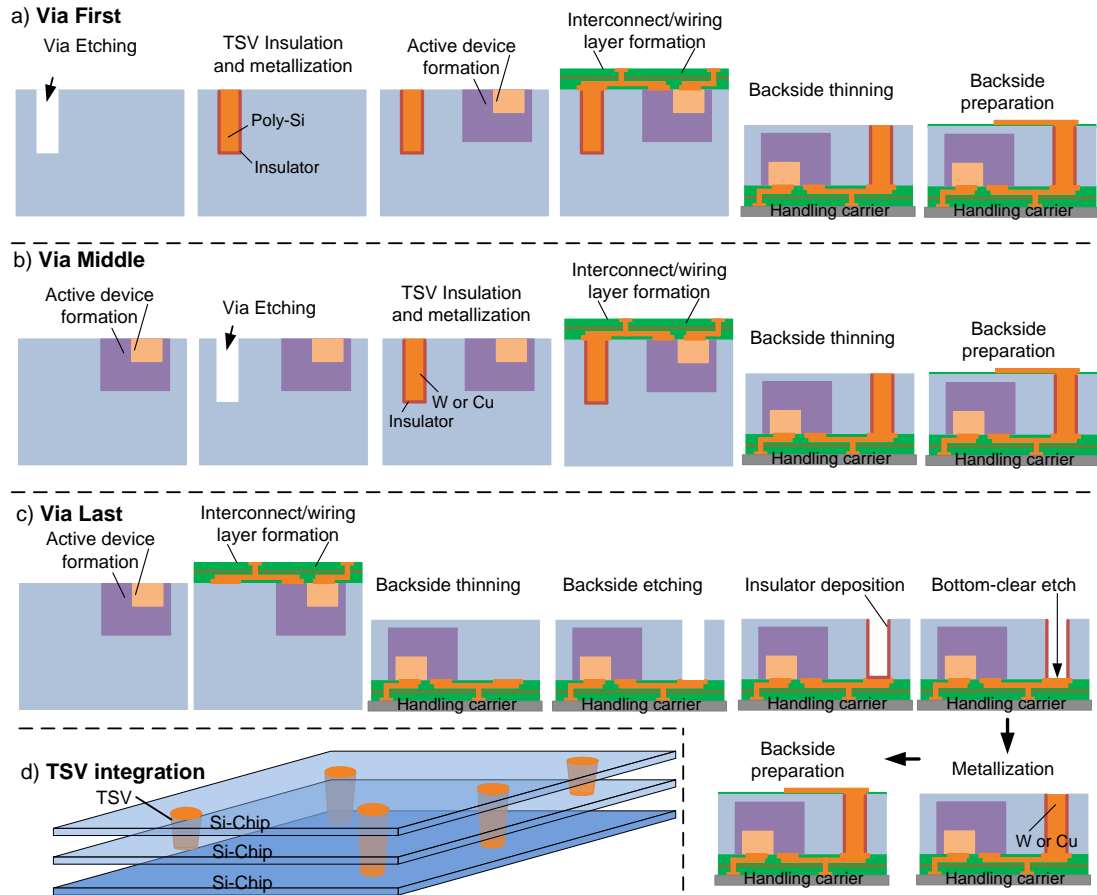 a) Via First
Via Etching
TSV Insulation
and metallization
Poly-Si
Insulator
Active device
formation
Interconnect/wiring
layer formation
Backside thinning
Handling carrier
Backside
preparation
Handling carrier
b) Via Middle
Active device
formation
Via Etching
TSV Insulation
and metallization
W or Cu
Insulator
Interconnect/wiring
layer formation
Backside thinning
Handling carrier
Backside
preparation
Handling carrier
c) Via Last
Active device
formation
Interconnect/wiring
layer formation
Backside thinning
Handling carrier
Backside etching
Handling carrier
Insulator deposition
Handling carrier
Bottom-clear etch
Handling carrier
Metallization
W or Cu
Handling carrier
Backside
preparation
Handling carrier
d) TSV integration
TSV
Si-Chip
Si-Chip
Si-Chip